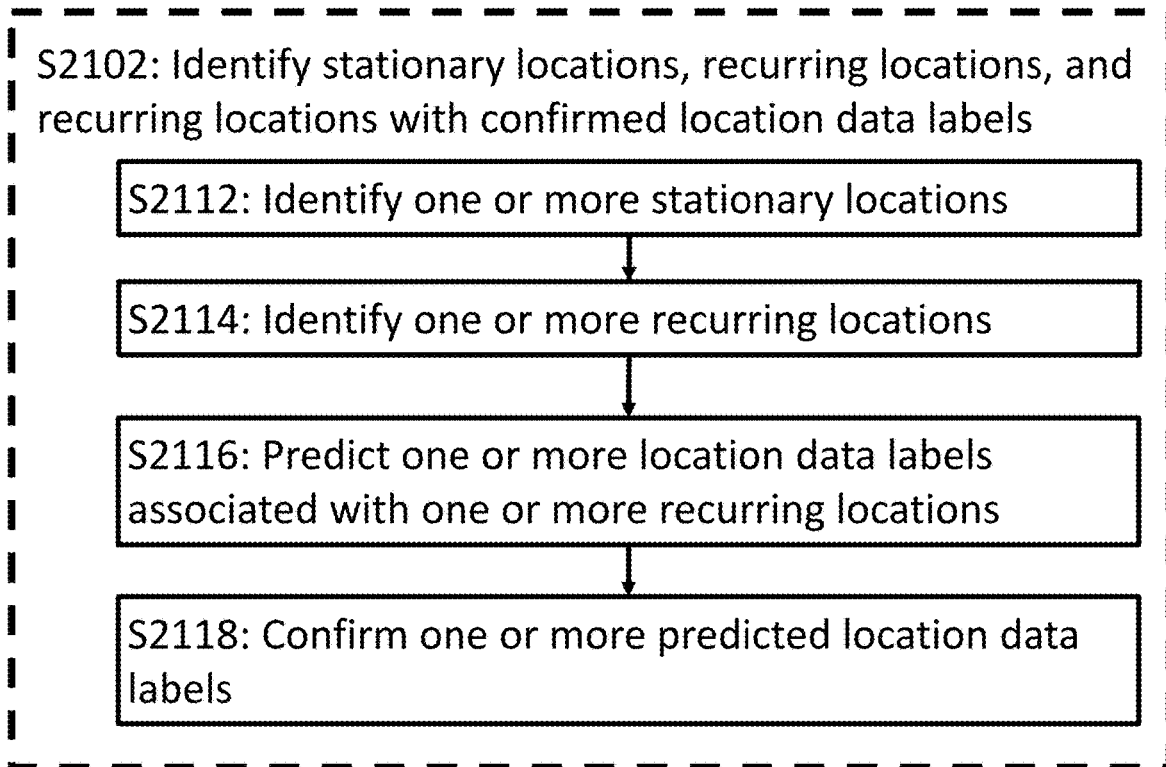 S2102: Identify stationary locations, recurring locations, and
recurring locations with confirmed location data labels
S2112: Identify one or more stationary locations
S2114: Identify one or more recurring locations
S2116: Predict one or more location data labels
associated with one or more recurring locations
S2118: Confirm one or more predicted location data
labels